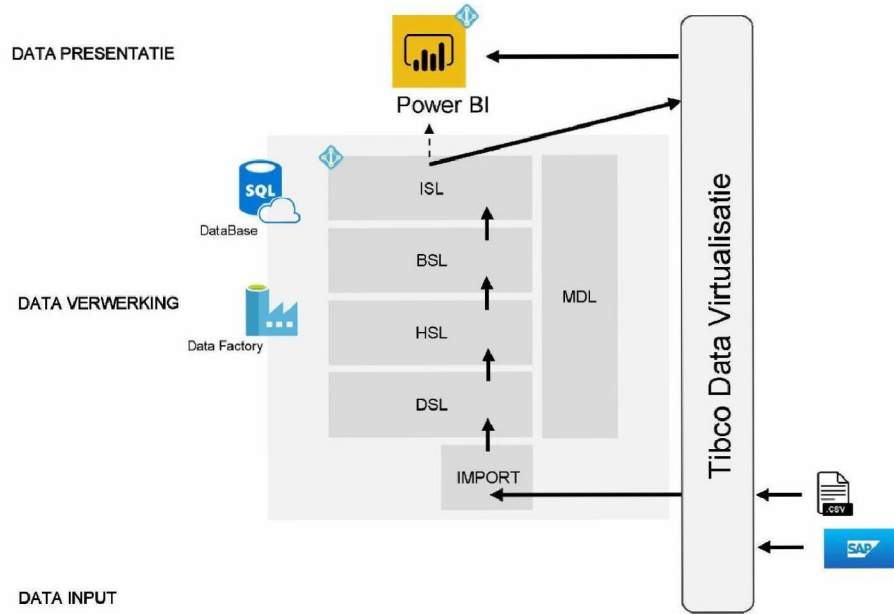 DATA PRESENTATIE
Power BI
ISL
SQL
DataBase
BSL
DATA VERWERKING
MDL
HSL
Data Factory
DSL
IMPORT
Tibco Data Virtualisatie
.CSV
SAP
DATA INPUT